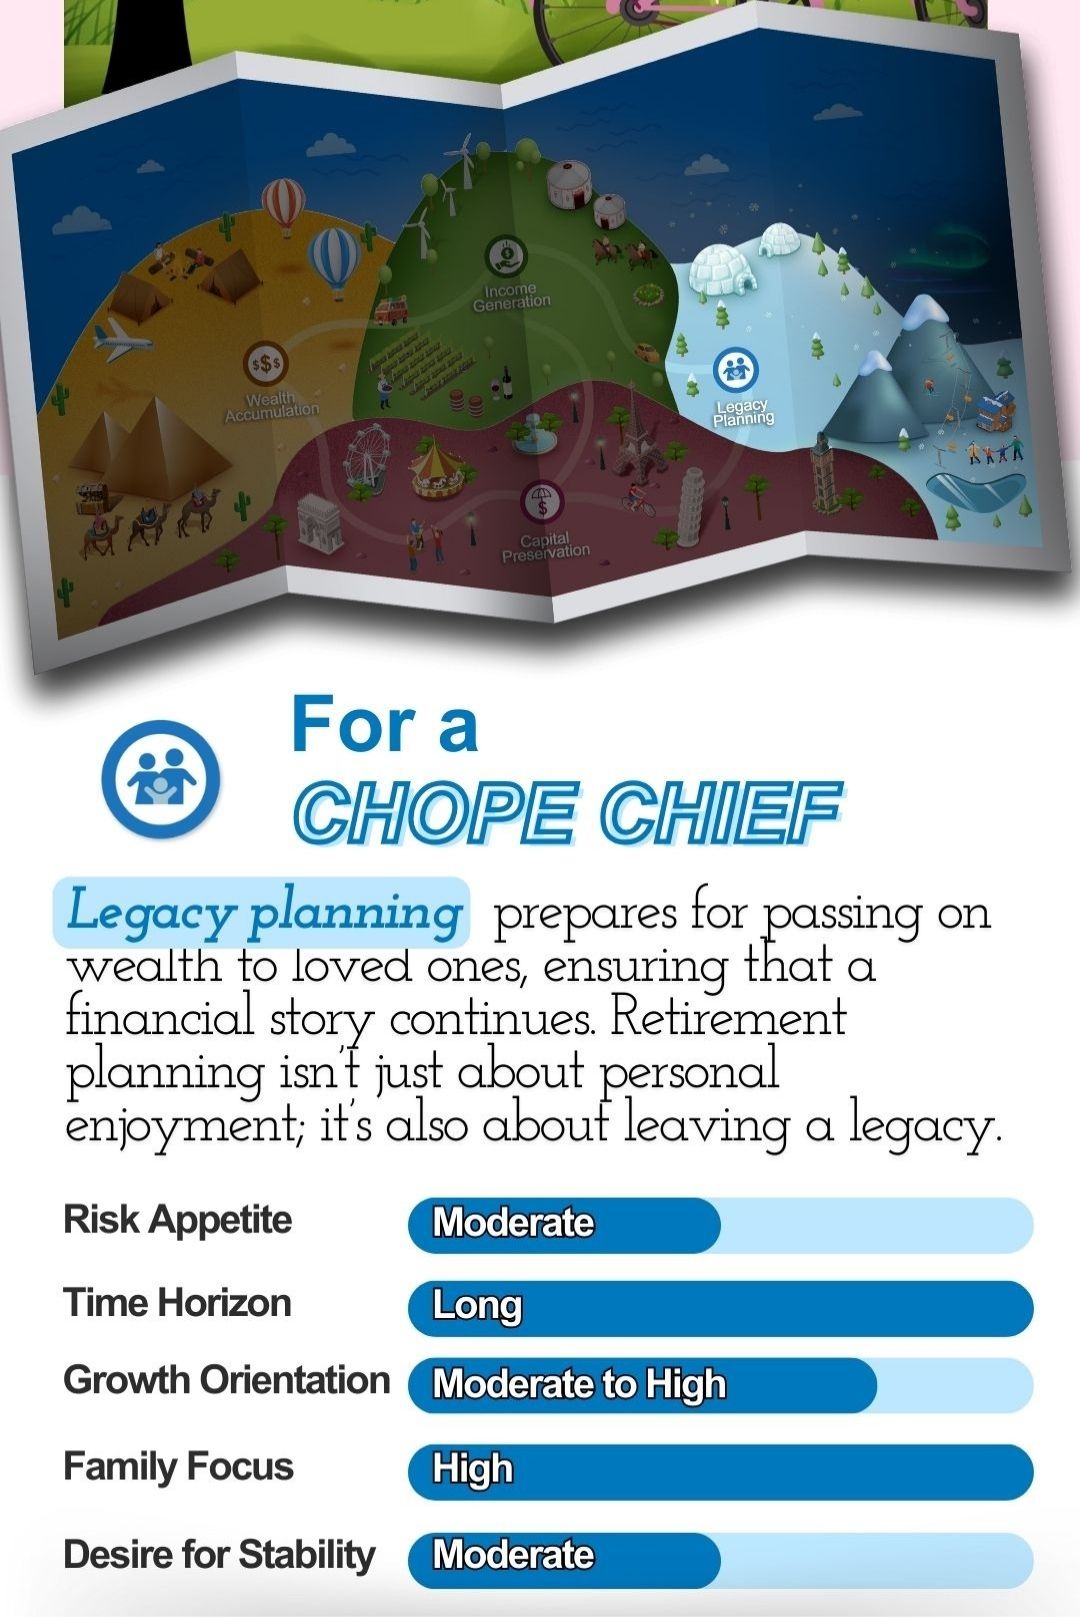 Income
Generation
$$$
Wealth
Accumulation
Legacy
Planning
$
Capital
Preservation
For a
CHOPE CHIEF
Legacy planning prepares for passing on
wealth to loved ones, ensuring that a
financial story continues. Retirement
planning isn't just about personal
enjoyment; it's also about leaving a legacy.
Risk Appetite Moderate
Time Horizon Long
Growth Orientation Moderate to High
Family Focus High
Desire for Stability Moderate